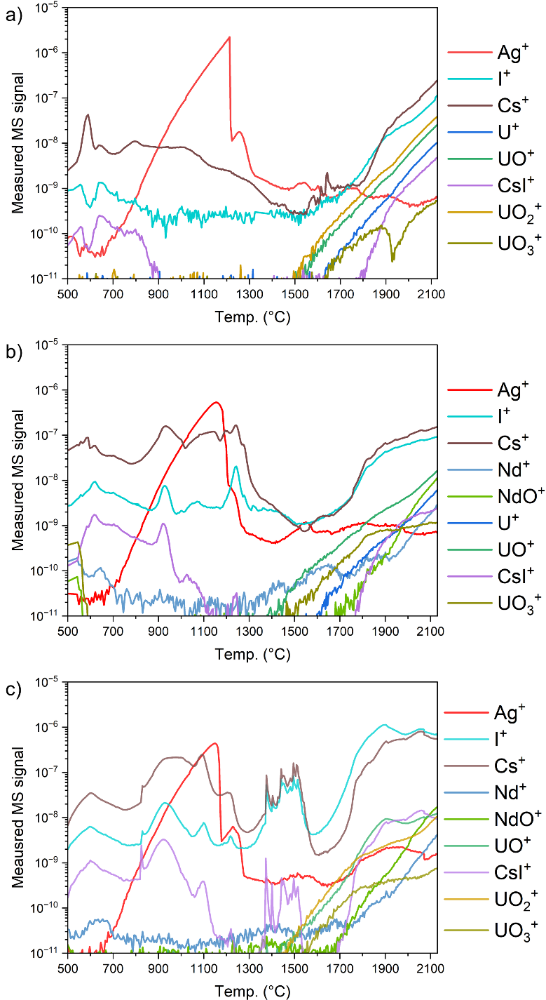 a)
Measured MS signal
10⁻⁵
10⁻⁶
10⁻⁷
10⁻⁸
10⁻⁹
10⁻¹⁰
10⁻¹¹
500 700 900 1100 1300 1500 1700 1900 2100
Temp. (°C)
Ag⁺
I⁺
Cs⁺
U⁺
UO⁺
CsI⁺
UO₂⁺
UO₃⁺
b)
Measured MS signal
10⁻⁵
10⁻⁶
10⁻⁷
10⁻⁸
10⁻⁹
10⁻¹⁰
10⁻¹¹
500 700 900 1100 1300 1500 1700 1900 2100
Temp. (°C)
Ag⁺
I⁺
Cs⁺
Nd⁺
NdO⁺
U⁺
UO⁺
CsI⁺
UO₃⁺
c)
Meausred MS signal
10⁻⁵
10⁻⁶
10⁻⁷
10⁻⁸
10⁻⁹
10⁻¹⁰
10⁻¹¹
500 700 900 1100 1300 1500 1700 1900 2100
Temp. (°C)
Ag⁺
I⁺
Cs⁺
Nd⁺
NdO⁺
UO⁺
CsI⁺
UO₂⁺
UO₃⁺